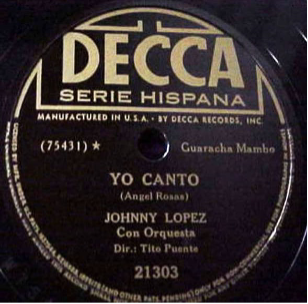 DECCA
SERIE HISPANA
MANUFACTURED IN U.S.A. · BY DECCA RECORDS, INC.
(75431) ★ Guaracha Mambo
YO CANTO
(Angel Rosas)
JOHNNY LOPEZ
Con Orquesta
Dir.: Tito Puente
21303